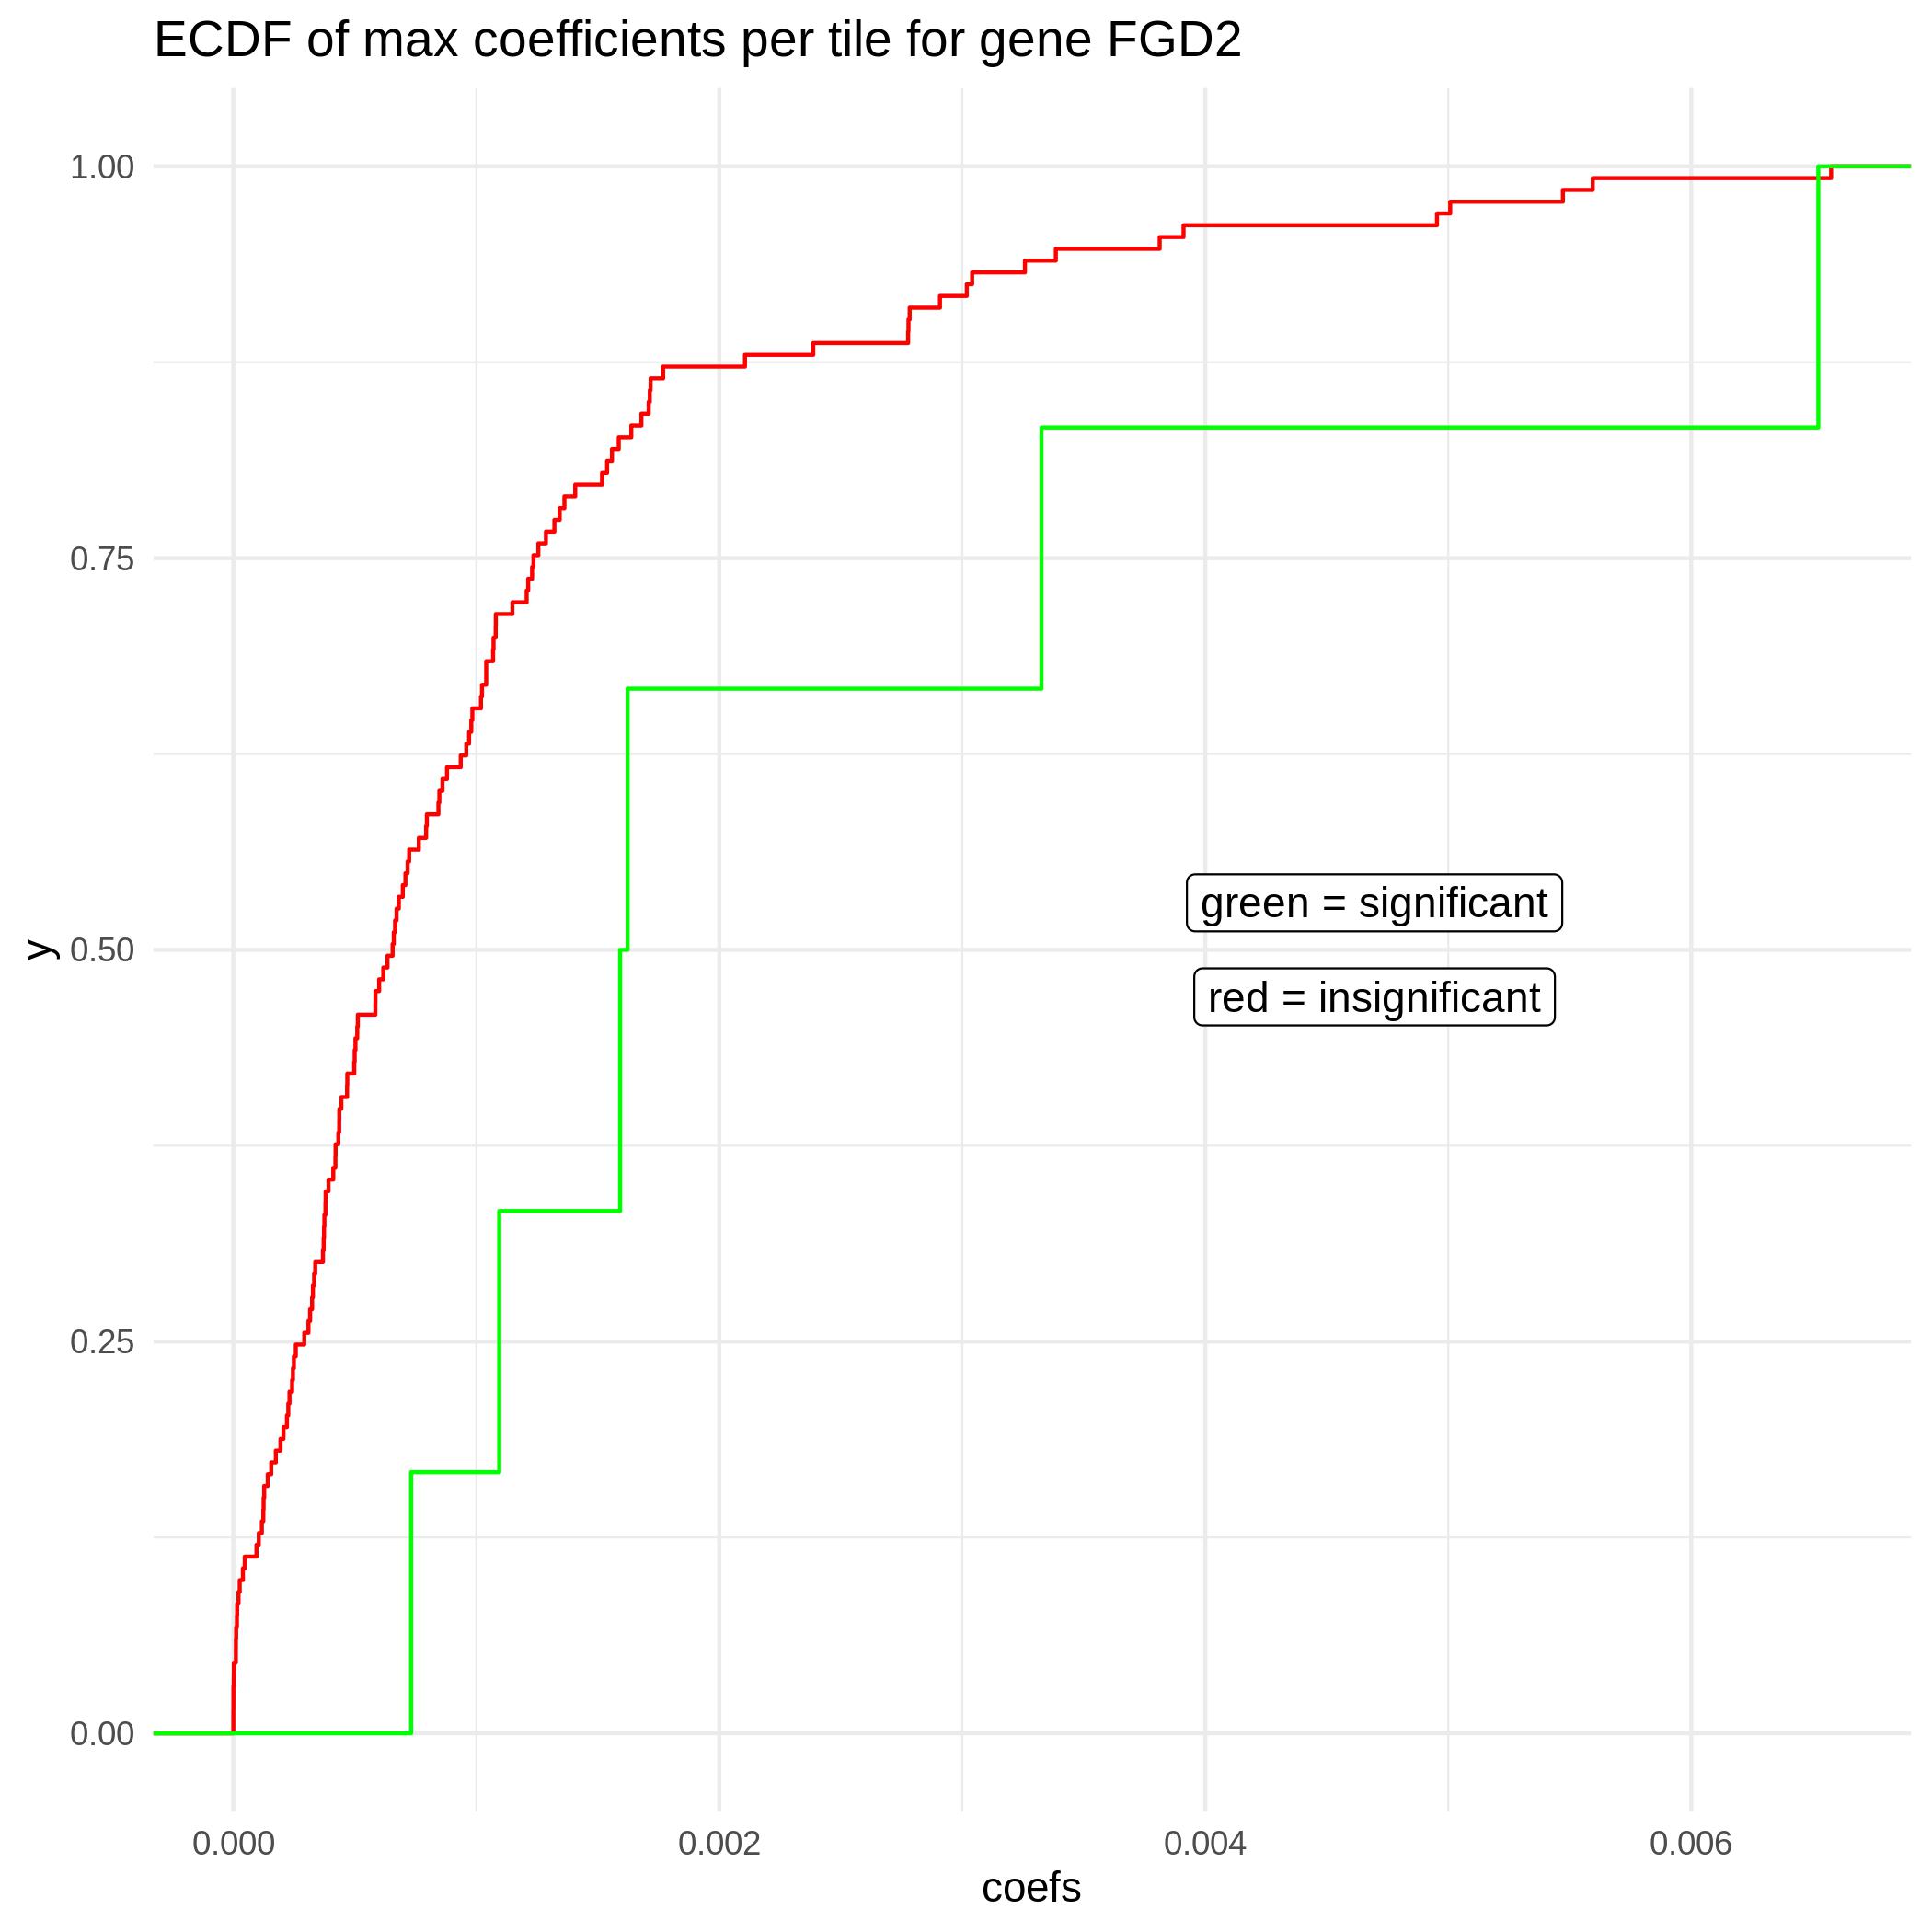 ECDF of max coefficients per tile for gene FGD2
1.00
0.75
0.50
0.25
0.00
y
green = significant
red = insignificant
0.000 0.002 0.004 0.006
coefs